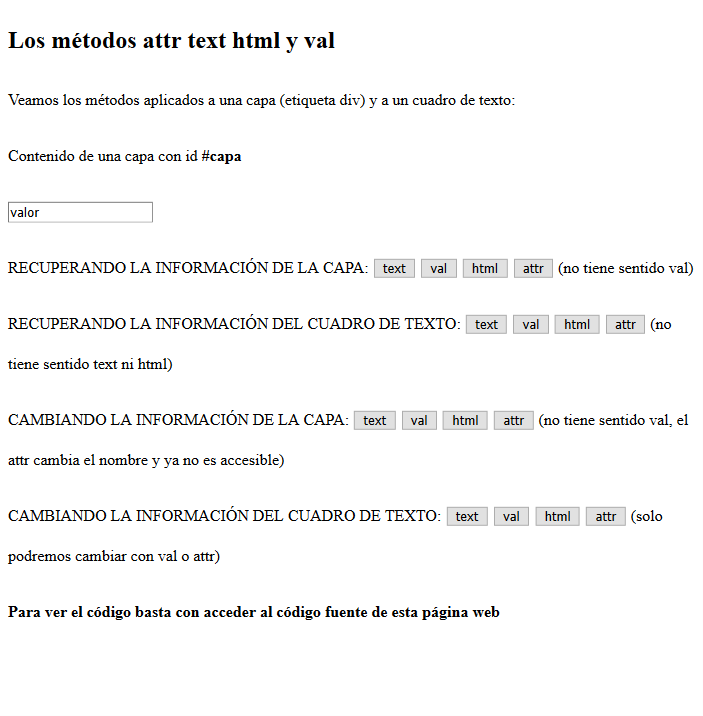 Los métodos attr text html y val
Veamos los métodos aplicados a una capa (etiqueta div) y a un cuadro de texto:
Contenido de una capa con id #capa
valor
RECUPERANDO LA INFORMACIÓN DE LA CAPA: text val html attr (no tiene sentido val)
RECUPERANDO LA INFORMACIÓN DEL CUADRO DE TEXTO: text val html attr (no
tiene sentido text ni html)
CAMBIANDO LA INFORMACIÓN DE LA CAPA: text val html attr (no tiene sentido val, el
attr cambia el nombre y ya no es accesible)
CAMBIANDO LA INFORMACIÓN DEL CUADRO DE TEXTO: text val html attr (solo
podremos cambiar con val o attr)
Para ver el código basta con acceder al código fuente de esta página web